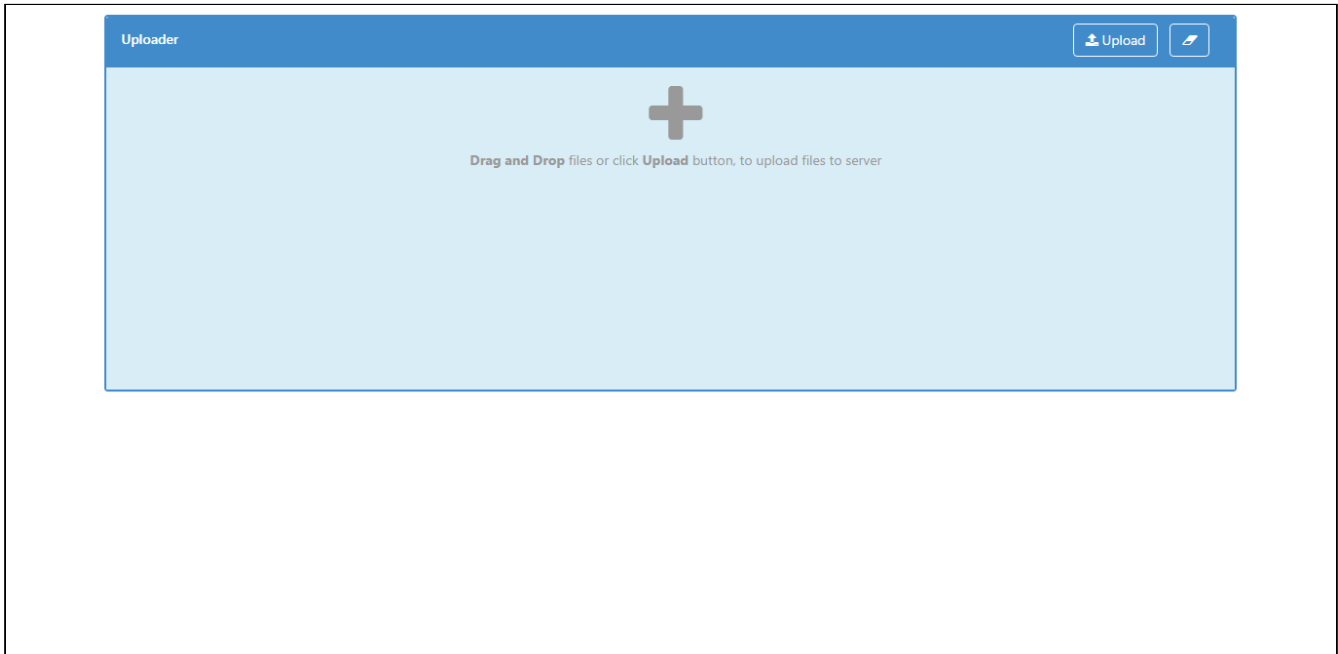 Uploader
Upload
Drag and Drop files or click Upload button, to upload files to server